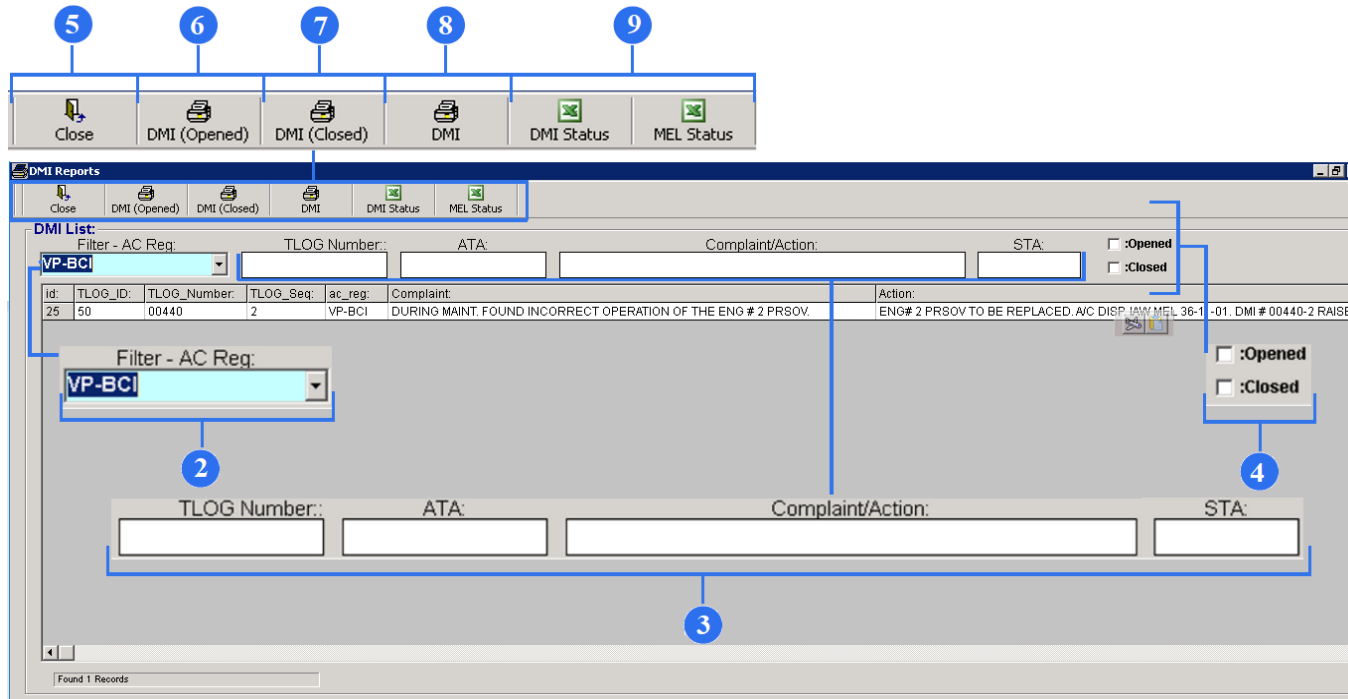 5 6 7 8 9
Close DMI (Opened) DMI (Closed) DMI DMI Status MEL Status
DMI Reports
Close DMI (Opened) DMI (Closed) DMI DMI Status MEL Status
DMI List:
Filter - AC Reg: TLOG Number:: ATA: Complaint/Action: STA: :Opened
VP-BCI :Closed
id: TLOG_ID: TLOG_Number: TLOG_Seq: ac_reg: Complaint: Action:
25 50 00440 2 VP-BCI DURING MAINT. FOUND INCORRECT OPERATION OF THE ENG # 2 PRSOV. ENG# 2 PRSOV TO BE REPLACED. A/C DISP. IAW MEL 36-1 -01. DMI # 00440-2 RAISE
Filter - AC Reg: :Opened
VP-BCI :Closed
2 4
TLOG Number:: ATA: Complaint/Action: STA:
3
Found 1 Records